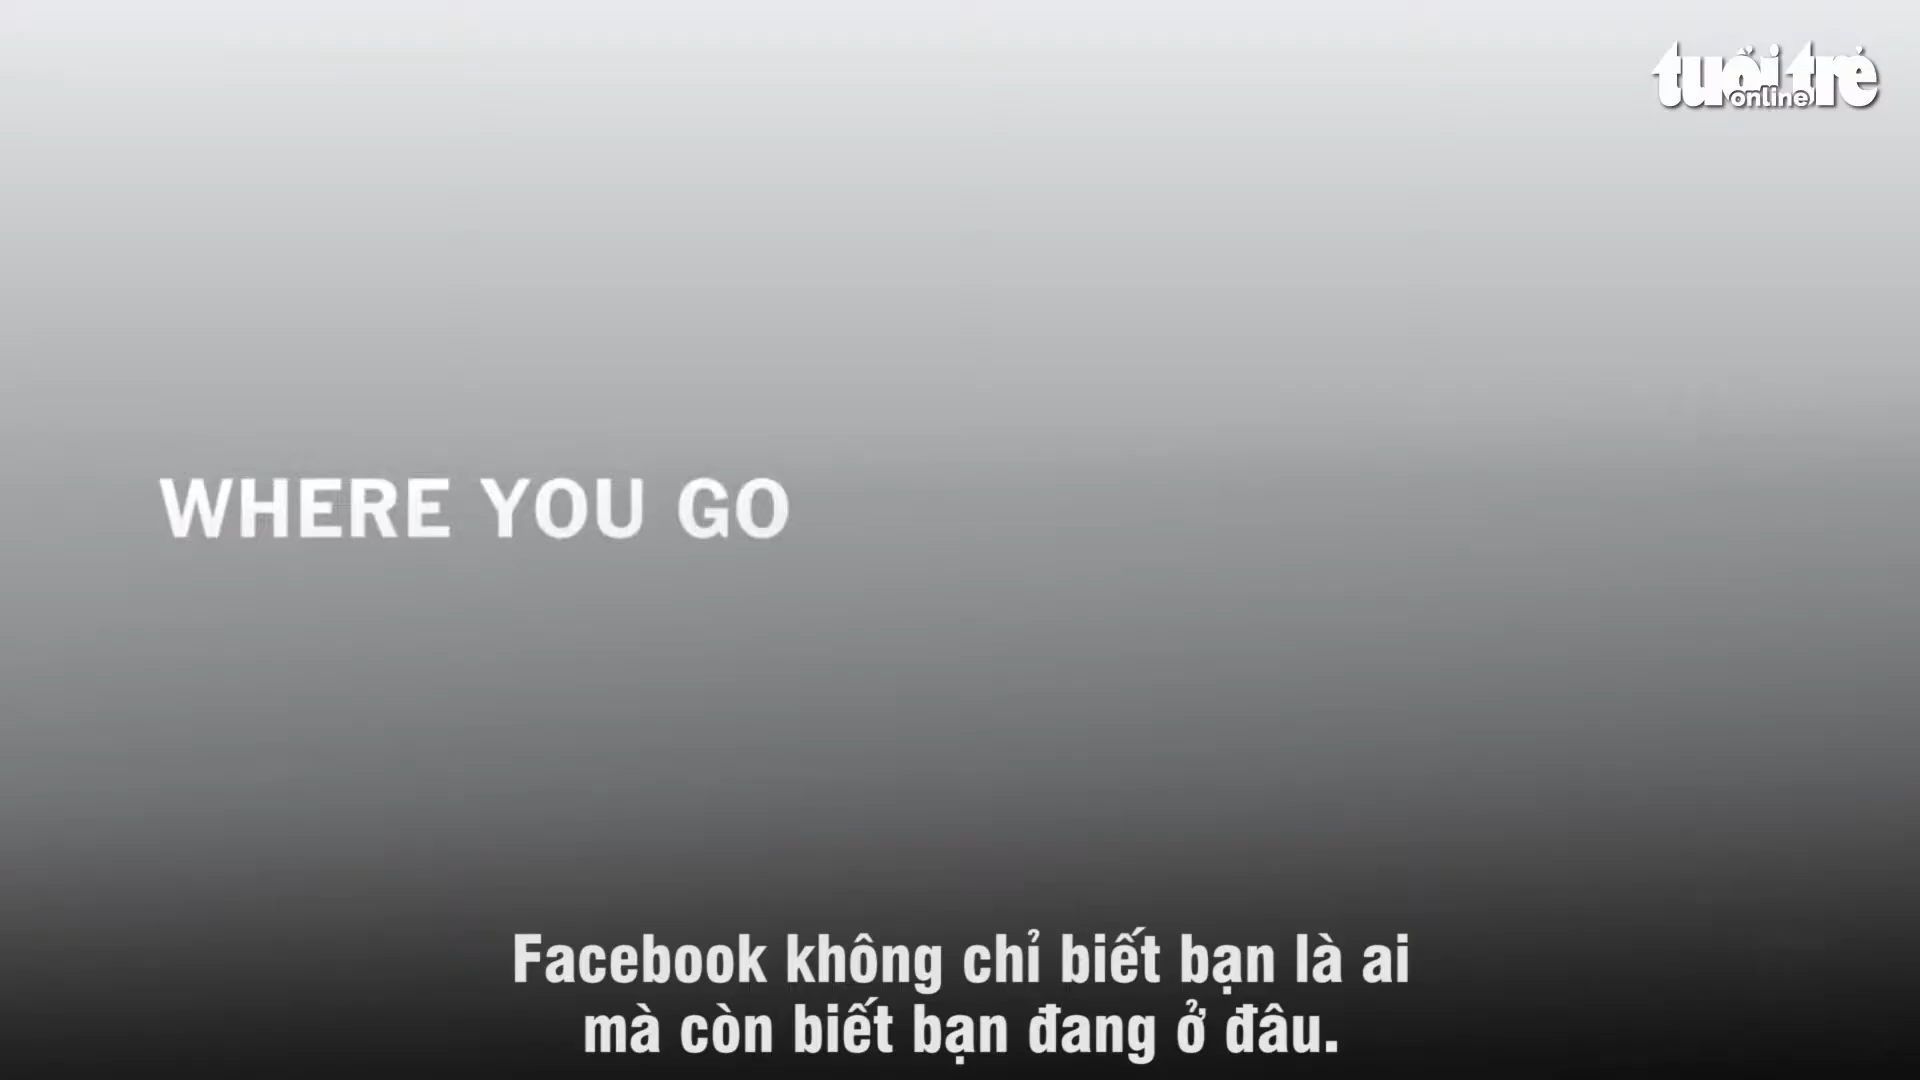 tuổi trẻ
online
WHERE YOU GO
Facebook không chỉ biết bạn là ai
mà còn biết bạn đang ở đâu.